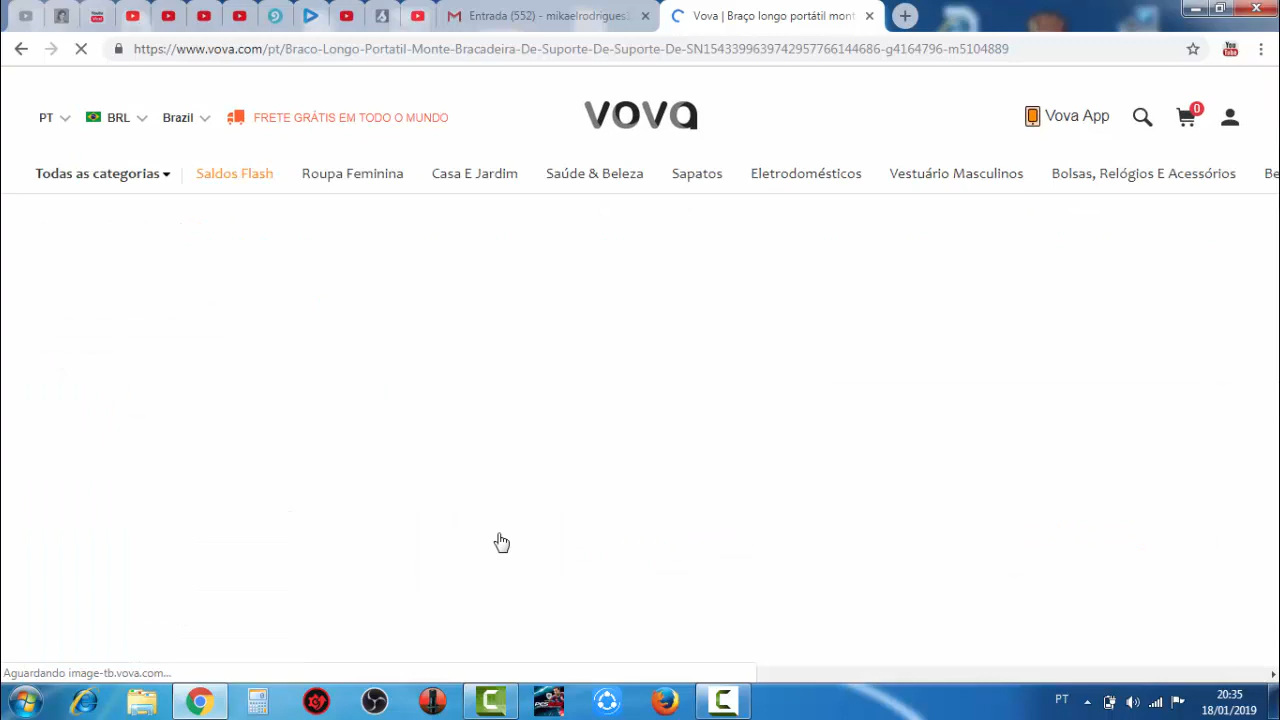 Entrada (552) - mikaelrodrigues
Vova | Braço longo portátil mont
https://www.vova.com/pt/Braco-Longo-Portatil-Monte-Bracadeira-De-Suporte-De-Suporte-De-SN1543399639742957766144686-g4164796-m5104889
You Tube
PT BRL Brazil FRETE GRÁTIS EM TODO O MUNDO
vova
Vova App 0
Todas as categorias Saldos Flash Roupa Feminina Casa E Jardim Saúde & Beleza Sapatos Eletrodomésticos Vestuário Masculinos Bolsas, Relógios E Acessórios Be
Aguardando image-tb.vova.com...
PT 20:35
18/01/2019